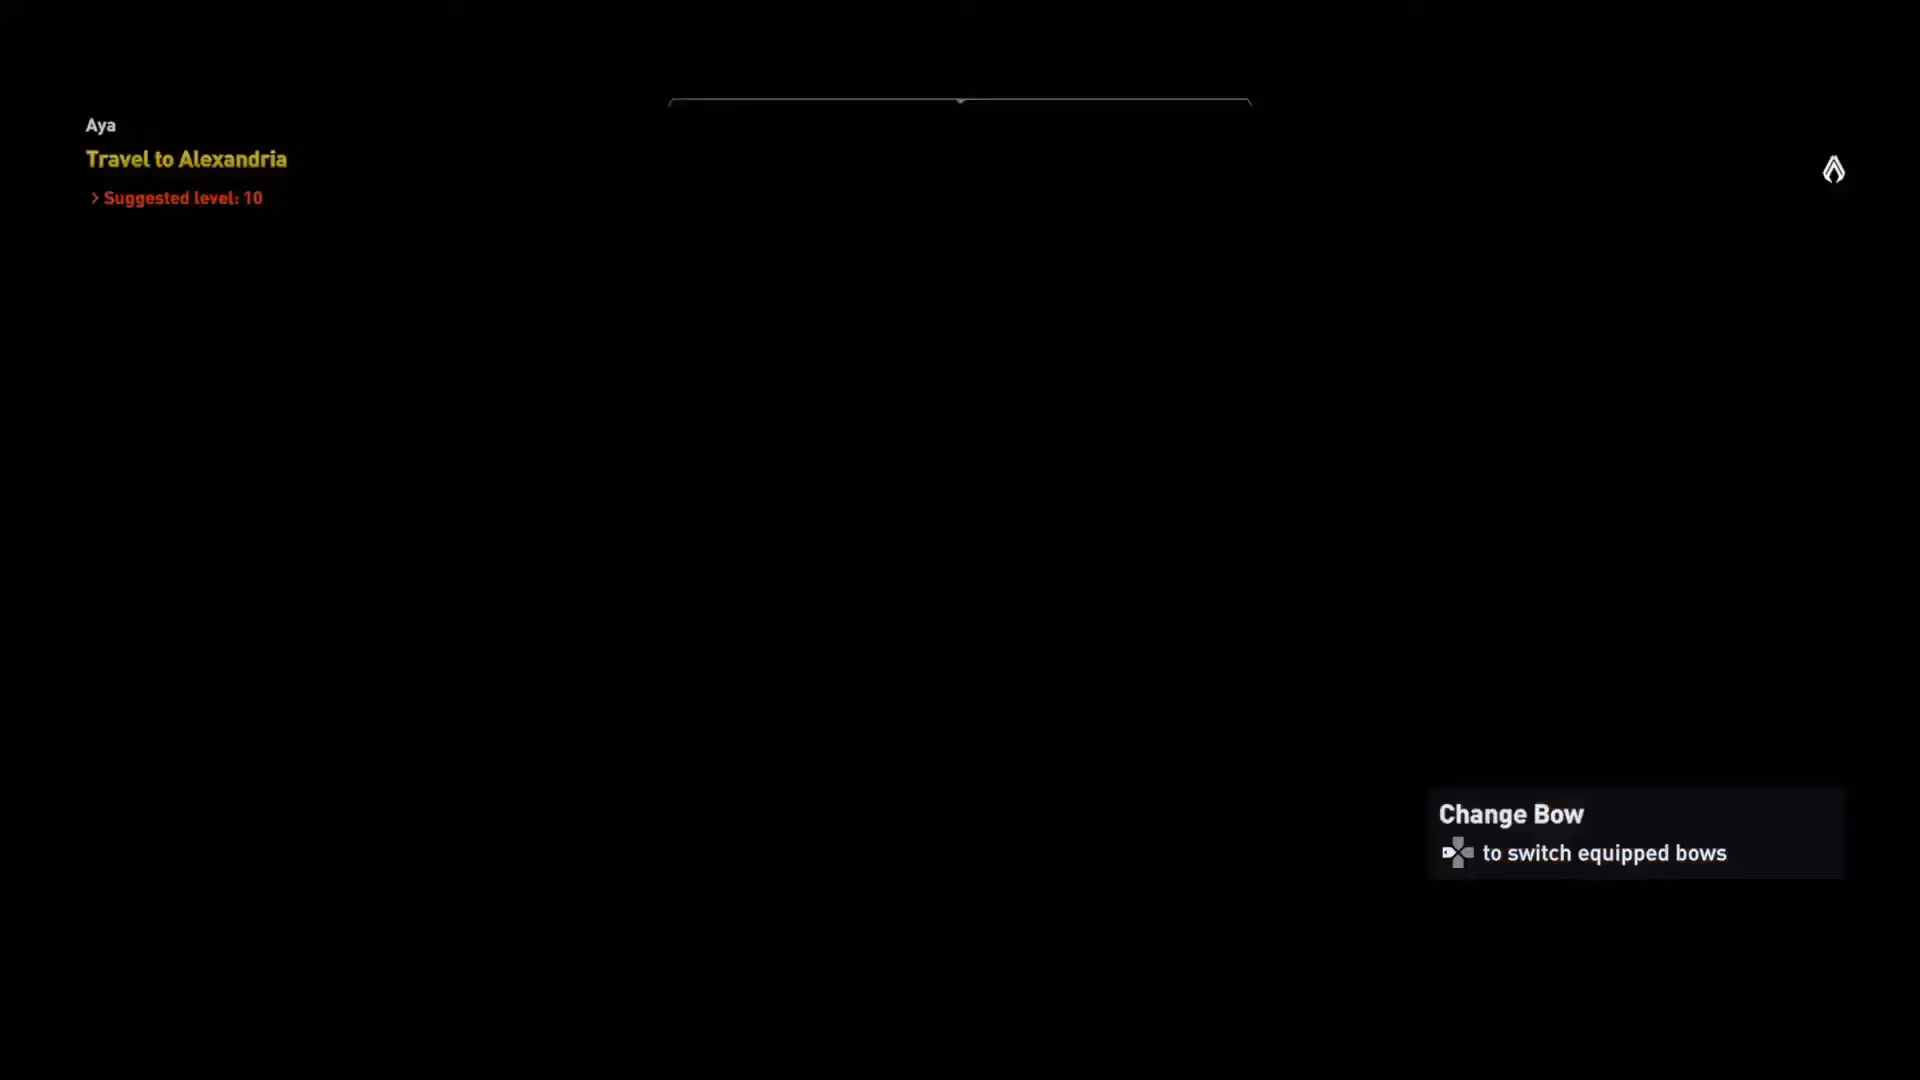 Aya
Travel to Alexandria
> Suggested level: 10
Change Bow
to switch equipped bows